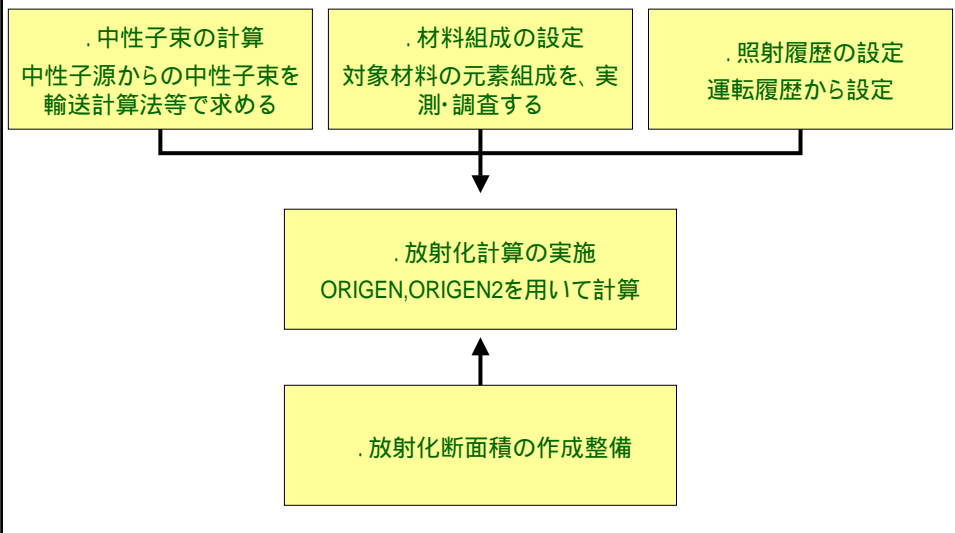 .中性子束の計算
中性子源からの中性子束を
輸送計算法等で求める
.材料組成の設定
対象材料の元素組成を、実
測・調査する
.照射履歴の設定
運転履歴から設定
.放射化計算の実施
ORIGEN,ORIGEN2を用いて計算
.放射化断面積の作成整備